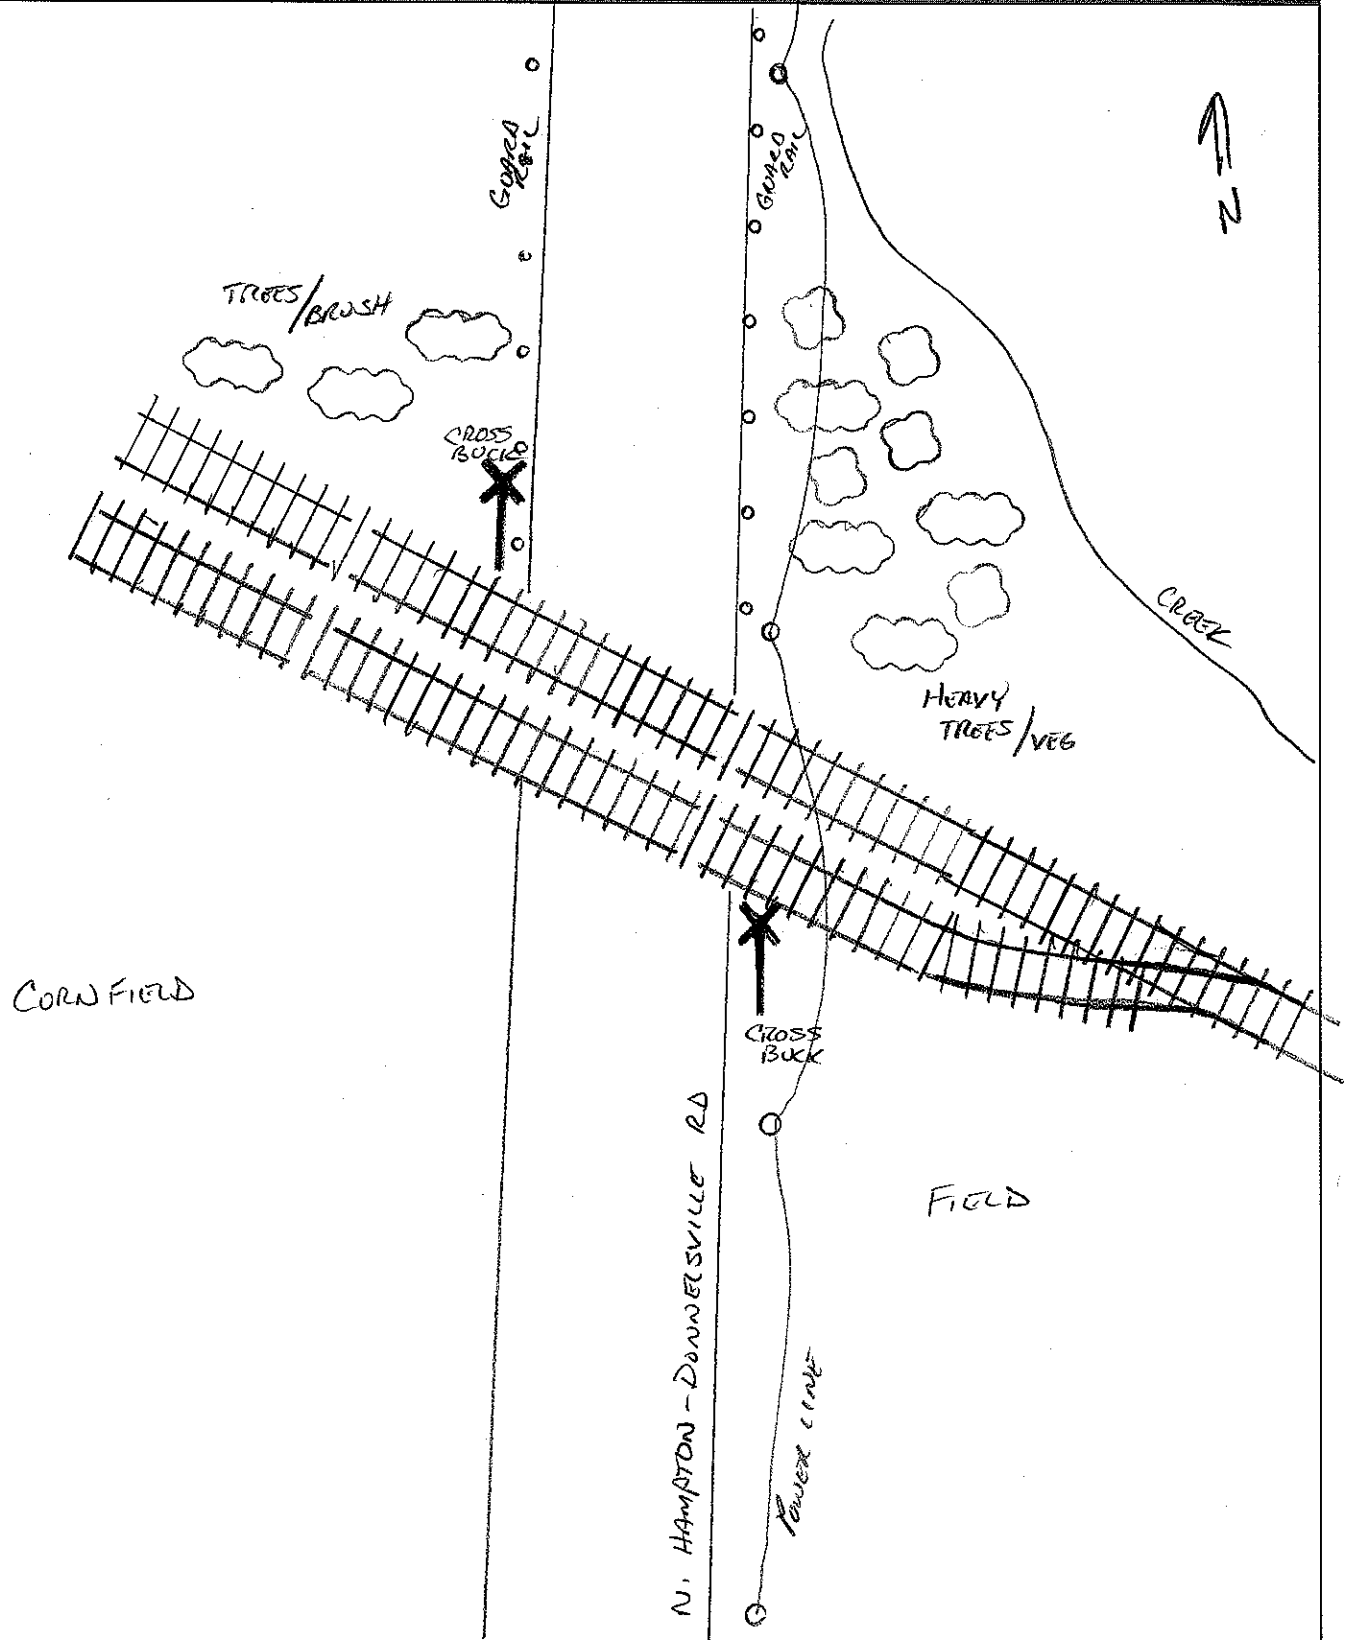 GUARD
RAIL
GUARD
RAIL
N
TREES/BRUSH
CROSS
BUCK
CREEK
HEAVY
TREES/VEG
CORN FIELD
CROSS
BUCK
N. HAMPTON-DONNELSVILLE RD
FIELD
POWER LINE